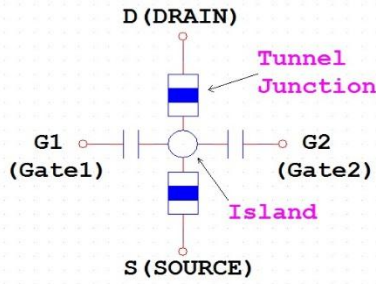 D(DRAIN)
Tunnel
Junction
G1
(Gate1)
G2
(Gate2)
Island
S(SOURCE)